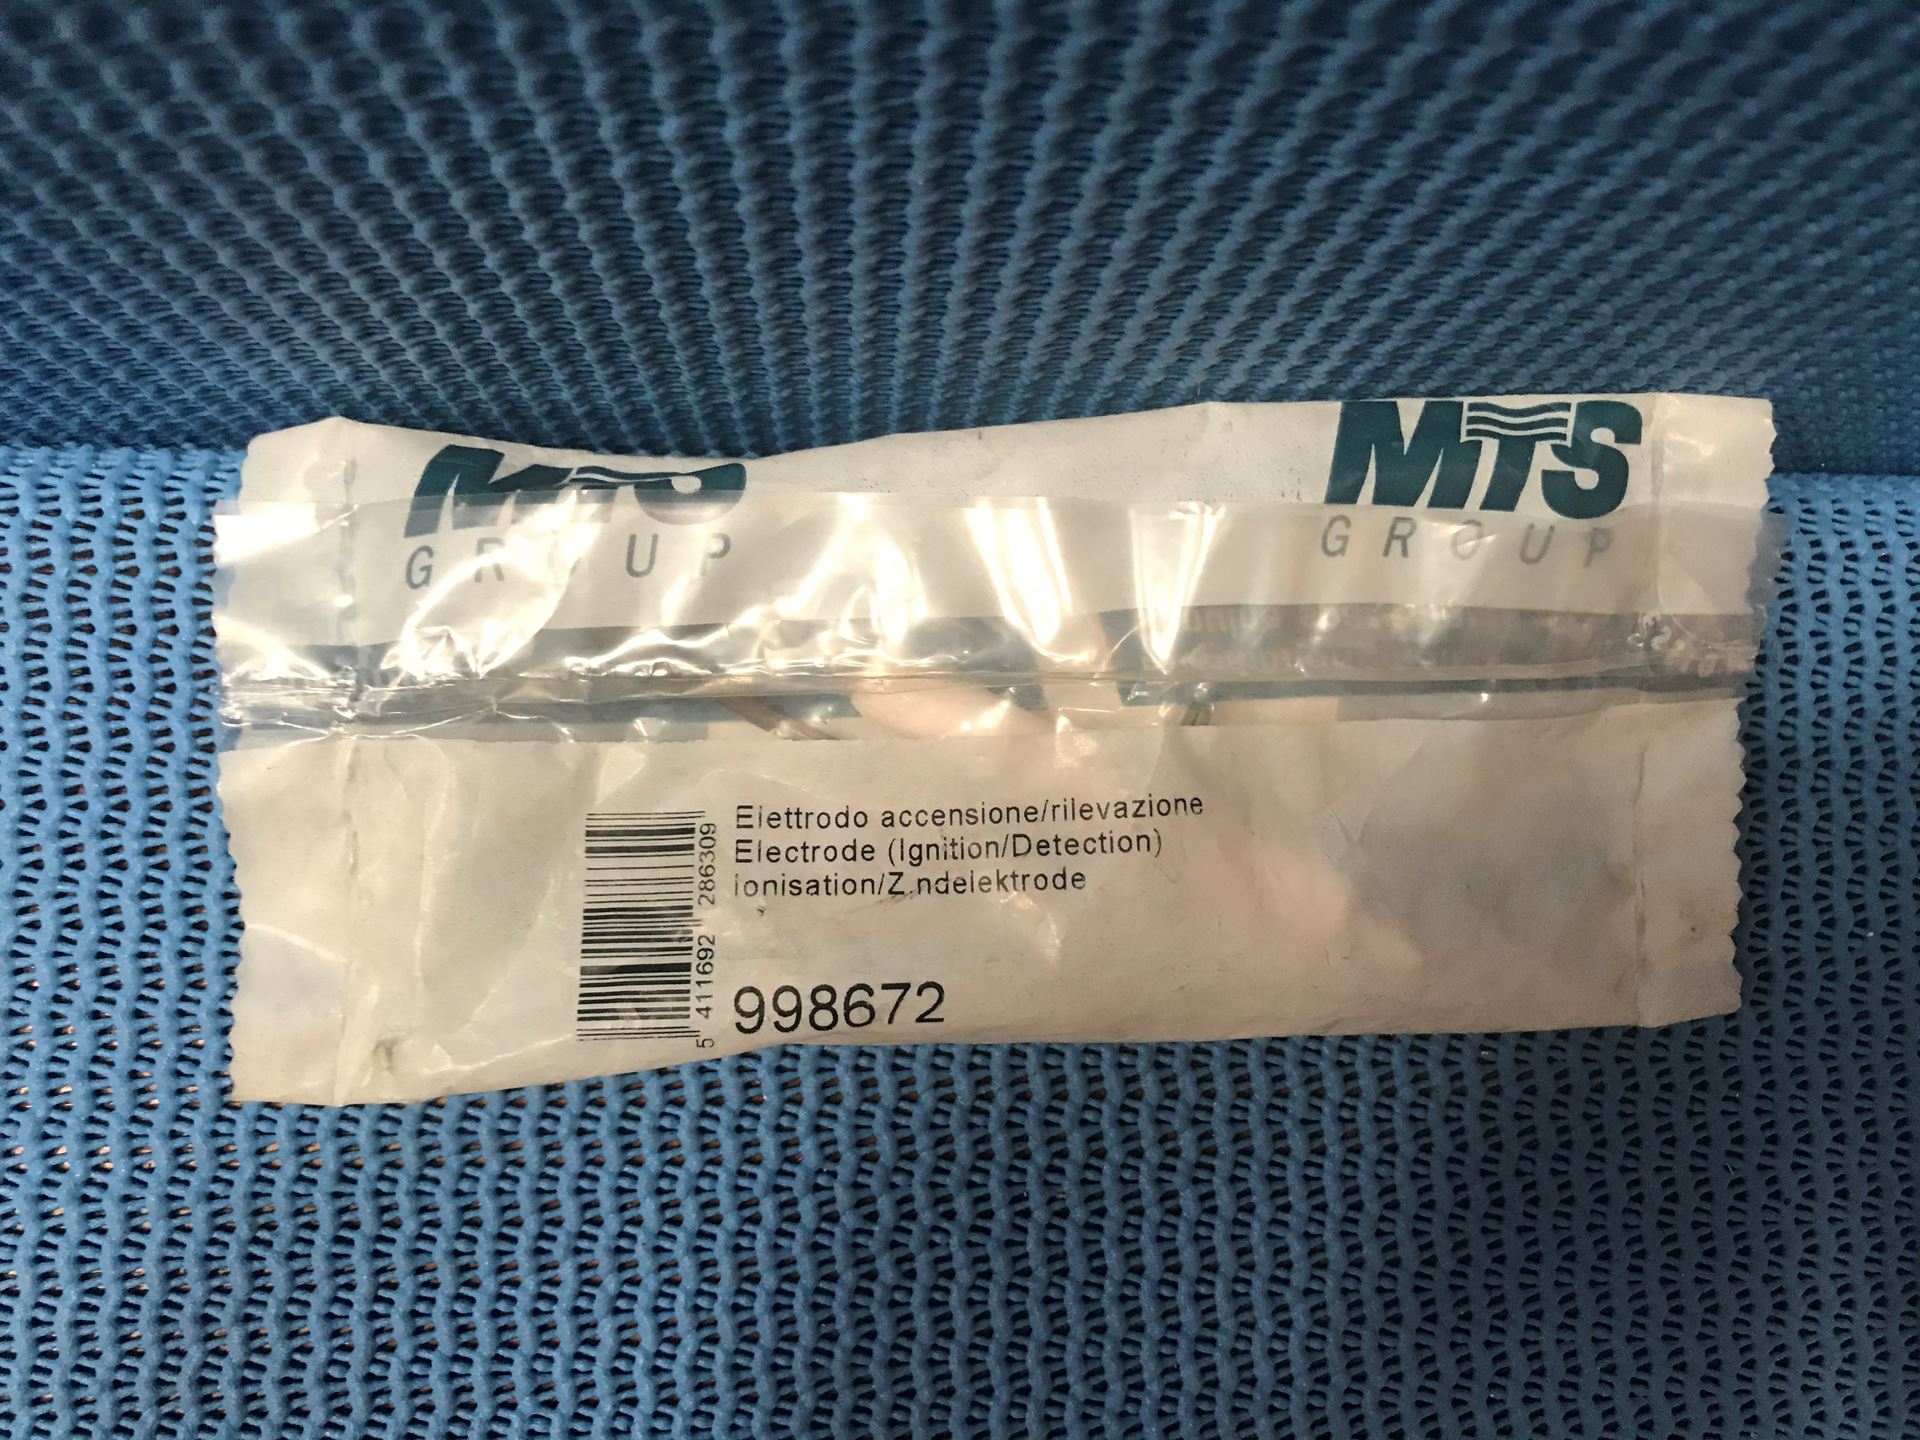 MTS
GROUP
MTS
GROUP
Elettrodo accensione/rilevazione
Electrode (Ignition/Detection)
ionisation/Z.ndelektrode
998672
5 411692 286309